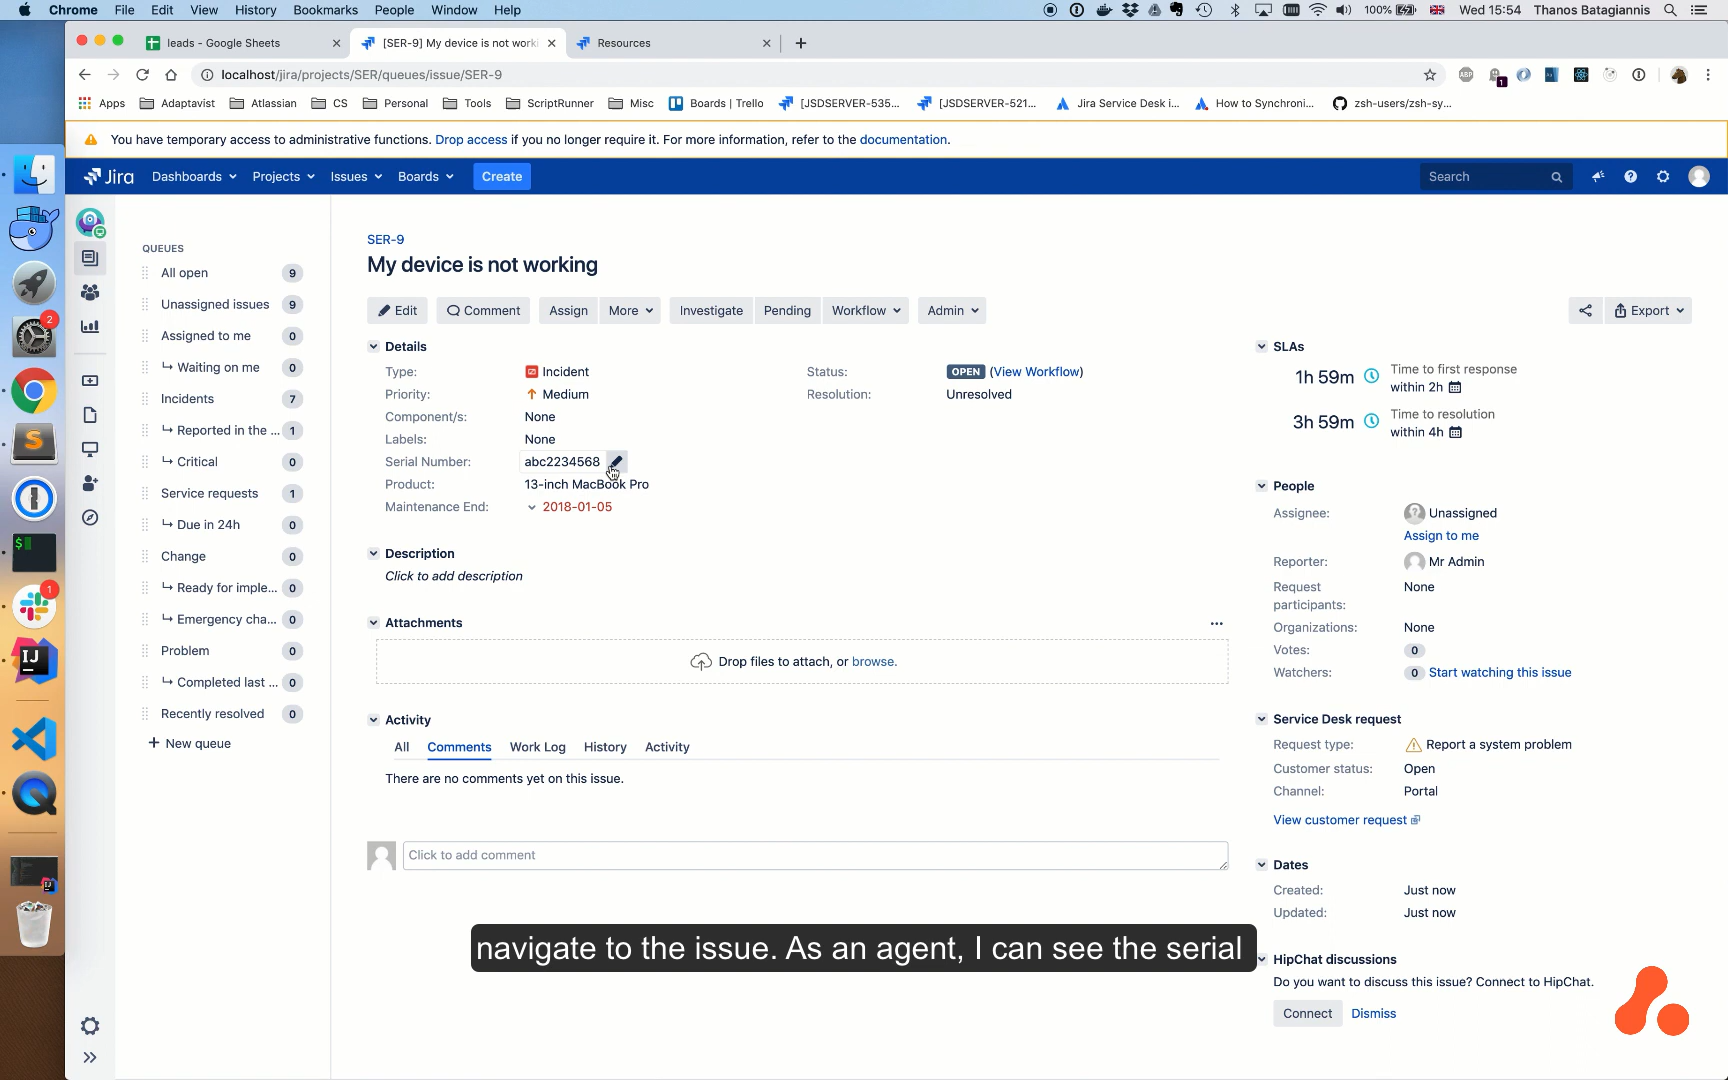 Chrome File Edit View History Bookmarks People Window Help 100% Wed 15:54 Thanos Batagiannis
leads - Google Sheets
[SER-9] My device is not worki
Resources
localhost/jira/projects/SER/queues/issue/SER-9
ABP 1
Apps Adaptavist Atlassian CS Personal Tools ScriptRunner Misc Boards | Trello [JSDSERVER-535... [JSDSERVER-521... Jira Service Desk i... How to Synchroni... zsh-users/zsh-sy...
You have temporary access to administrative functions. Drop access if you no longer require it. For more information, refer to the documentation.
Jira Dashboards Projects Issues Boards Create Search
QUEUES
All open 9
Unassigned issues 9
Assigned to me 0
Waiting on me 0
Incidents 7
Reported in the ... 1
Critical 0
Service requests 1
Due in 24h 0
Change 0
Ready for imple... 0
Emergency cha... 0
Problem 0
Completed last ... 0
Recently resolved 0
New queue
SER-9
My device is not working
Edit Comment Assign More Investigate Pending Workflow Admin Export
Details
Type: Incident
Priority: Medium
Component/s: None
Labels: None
Serial Number: abc2234568
Product: 13-inch MacBook Pro
Maintenance End: 2018-01-05
Status: OPEN (View Workflow)
Resolution: Unresolved
Description
Click to add description
Attachments
Drop files to attach, or browse.
Activity
All Comments Work Log History Activity
There are no comments yet on this issue.
Click to add comment
SLAs
1h 59m Time to first response
within 2h
3h 59m Time to resolution
within 4h
People
Assignee: Unassigned
Assign to me
Reporter: Mr Admin
Request participants: None
Organizations: None
Votes: 0
Watchers: 0 Start watching this issue
Service Desk request
Request type: Report a system problem
Customer status: Open
Channel: Portal
View customer request
Dates
Created: Just now
Updated: Just now
HipChat discussions
Do you want to discuss this issue? Connect to HipChat.
Connect Dismiss
navigate to the issue. As an agent, I can see the serial
2
S
$
1
IJ